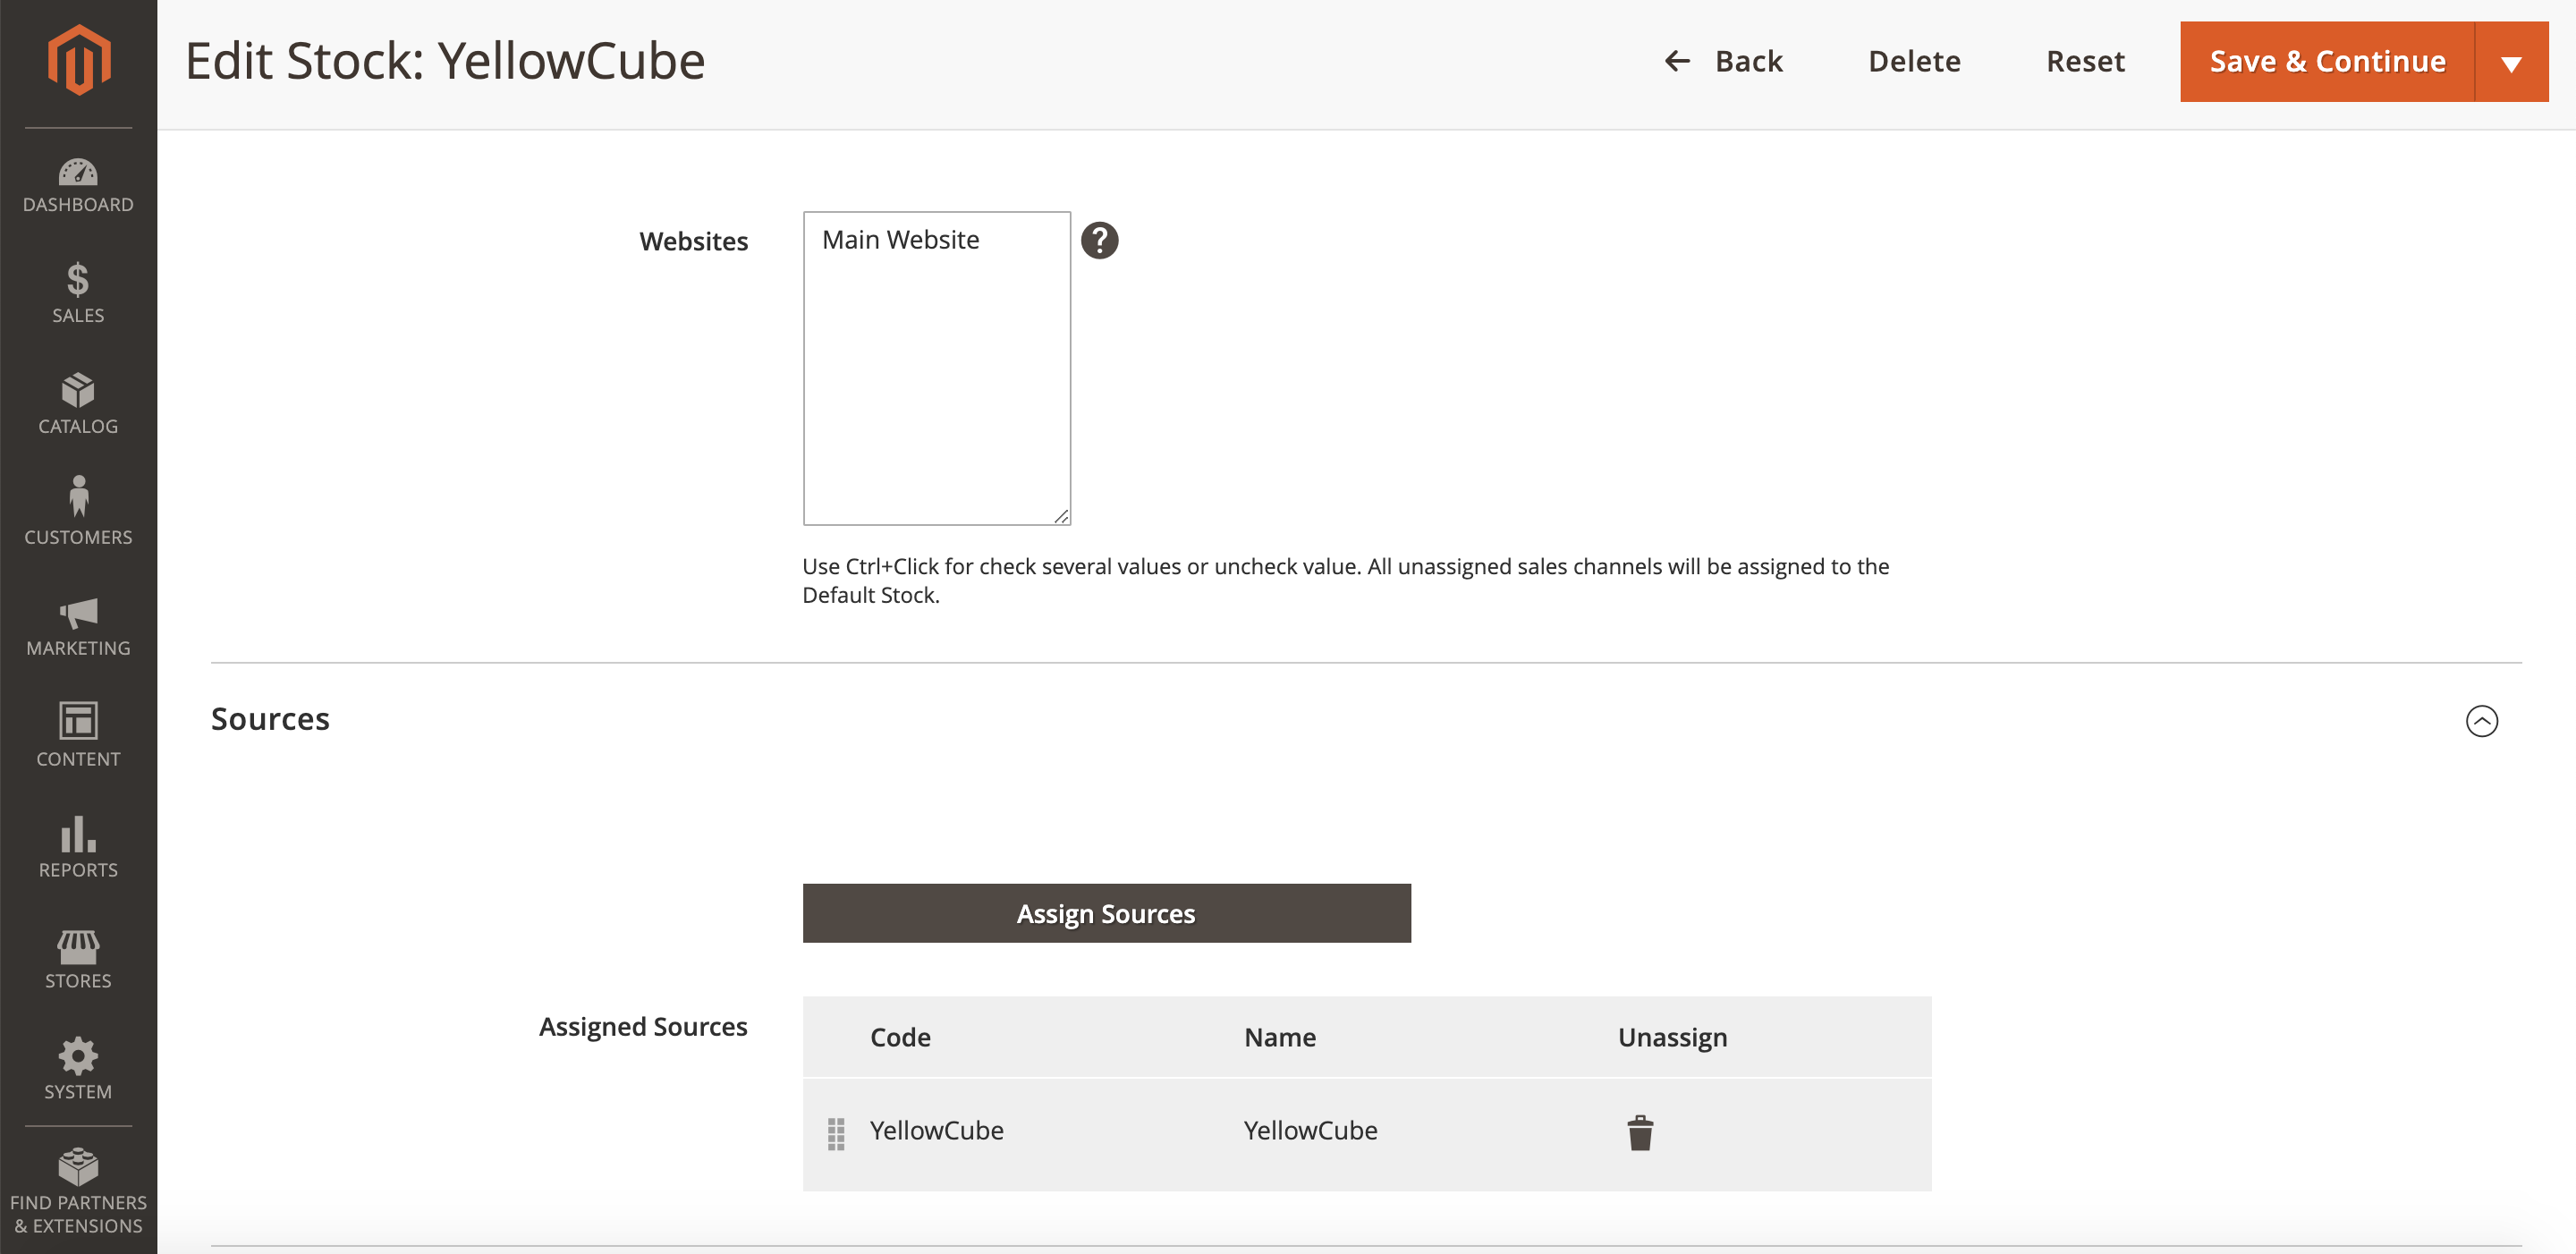 Edit Stock: YellowCube
Back
Delete
Reset
Save & Continue
DASHBOARD
SALES
CATALOG
CUSTOMERS
MARKETING
CONTENT
REPORTS
STORES
SYSTEM
FIND PARTNERS
& EXTENSIONS
Websites
Main Website
?
Use Ctrl+Click for check several values or uncheck value. All unassigned sales channels will be assigned to the
Default Stock.
Sources
Assign Sources
Assigned Sources
Code Name Unassign
YellowCube YellowCube